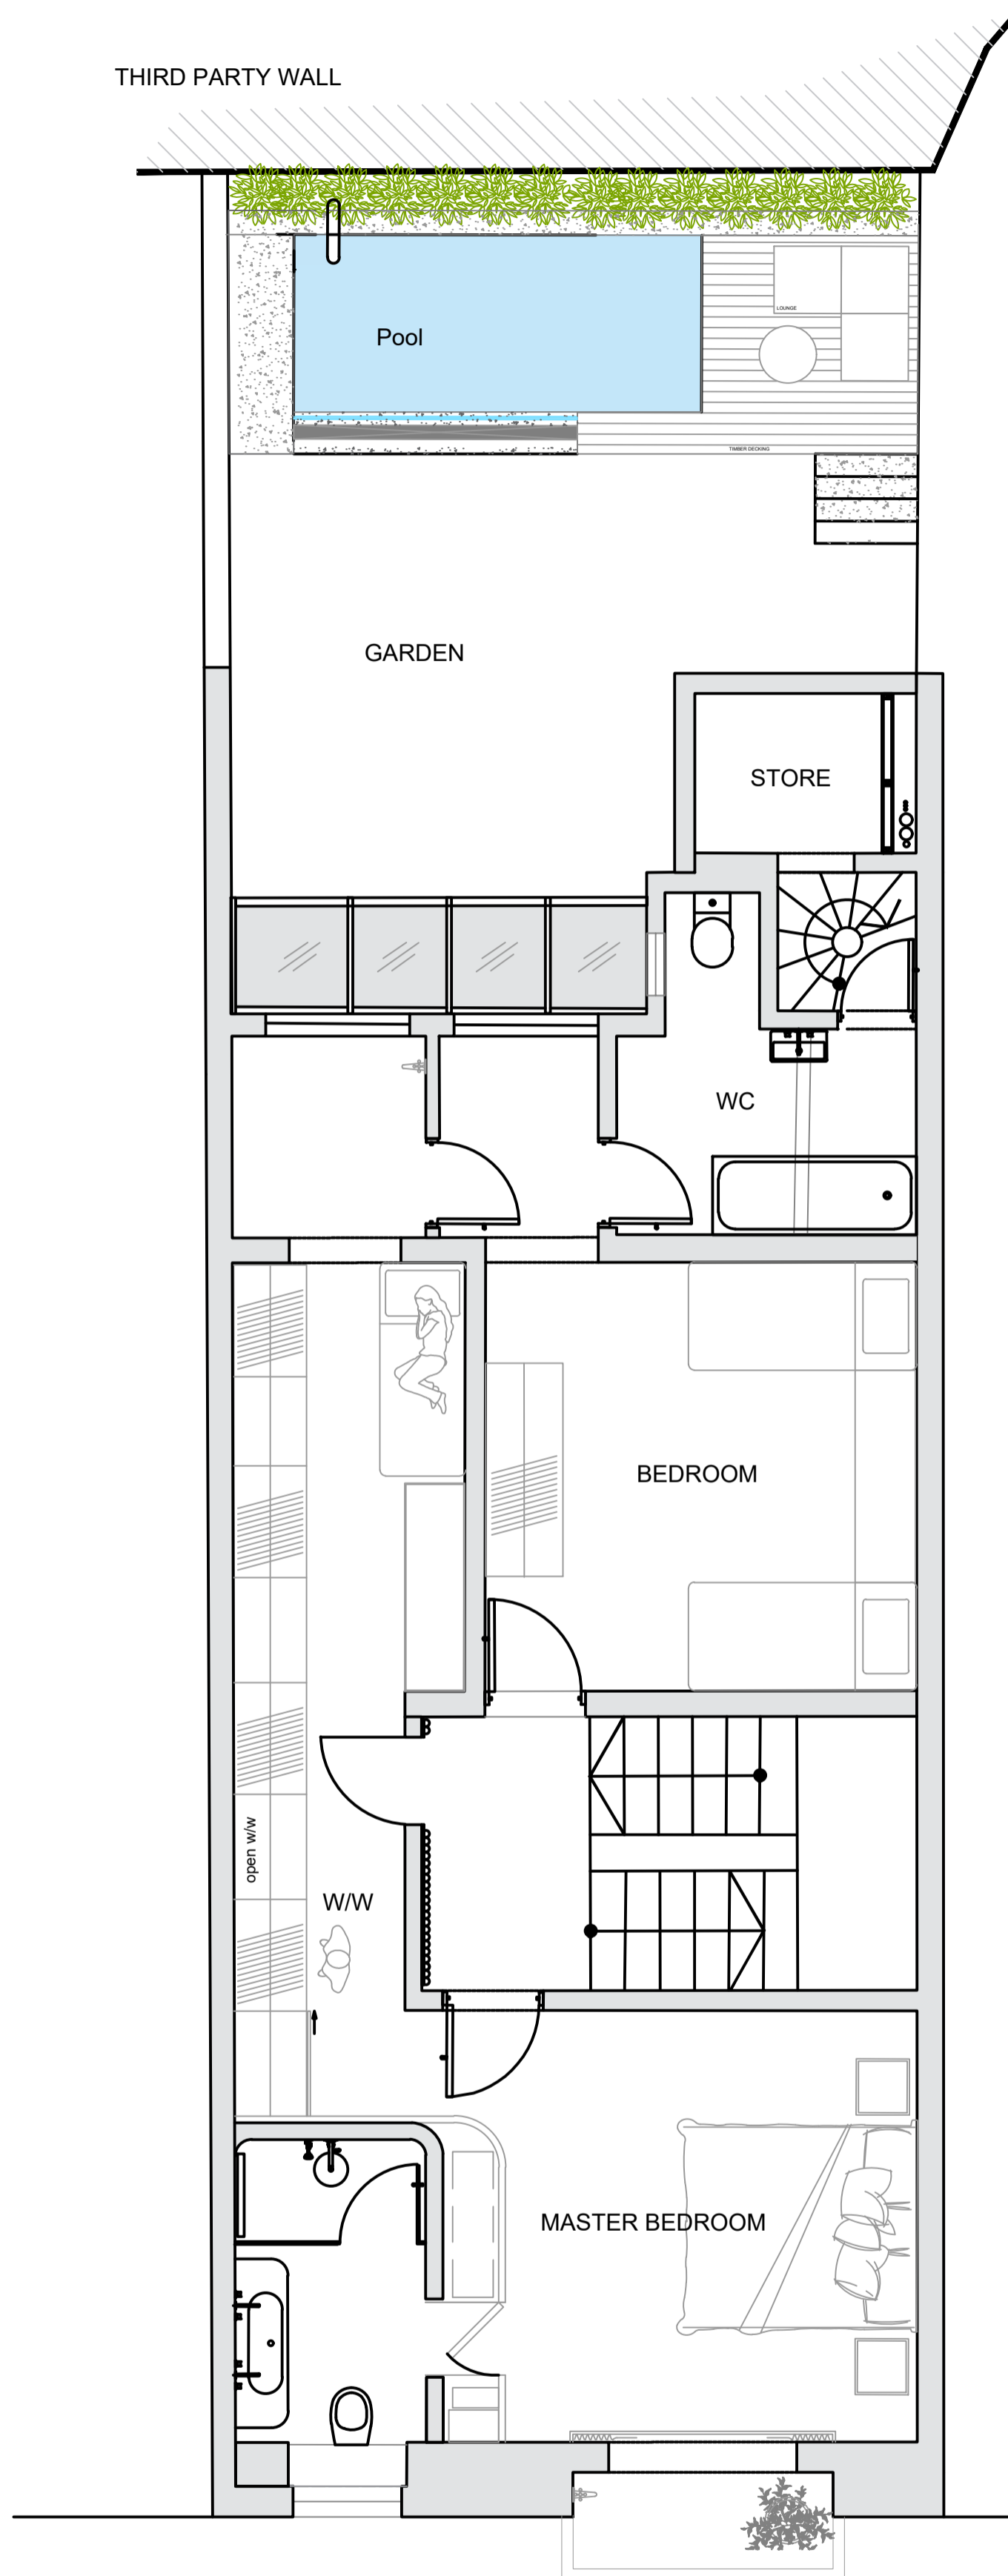 THIRD PARTY WALL
LOUNGE
Pool
TIMBER DECKING
GARDEN
STORE
WC
BEDROOM
open w/w
W/W
MASTER BEDROOM